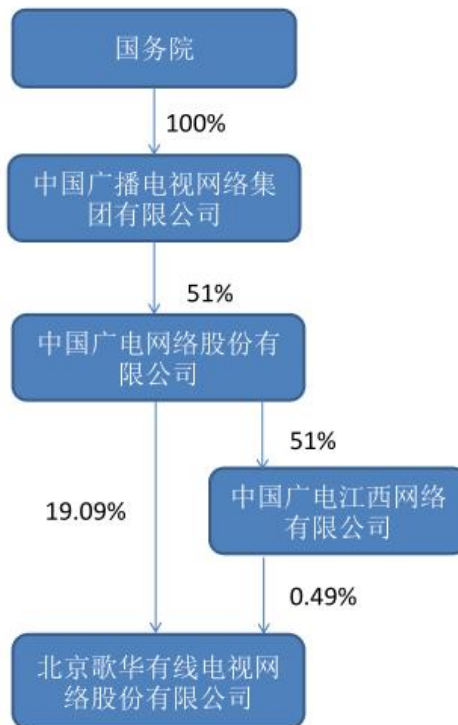 国务院
100%
中国广播电视网络集
团有限公司
51%
中国广电网络股份有
限公司
51%
中国广电江西网络
有限公司
19.09%
0.49%
北京歌华有线电视网
络股份有限公司